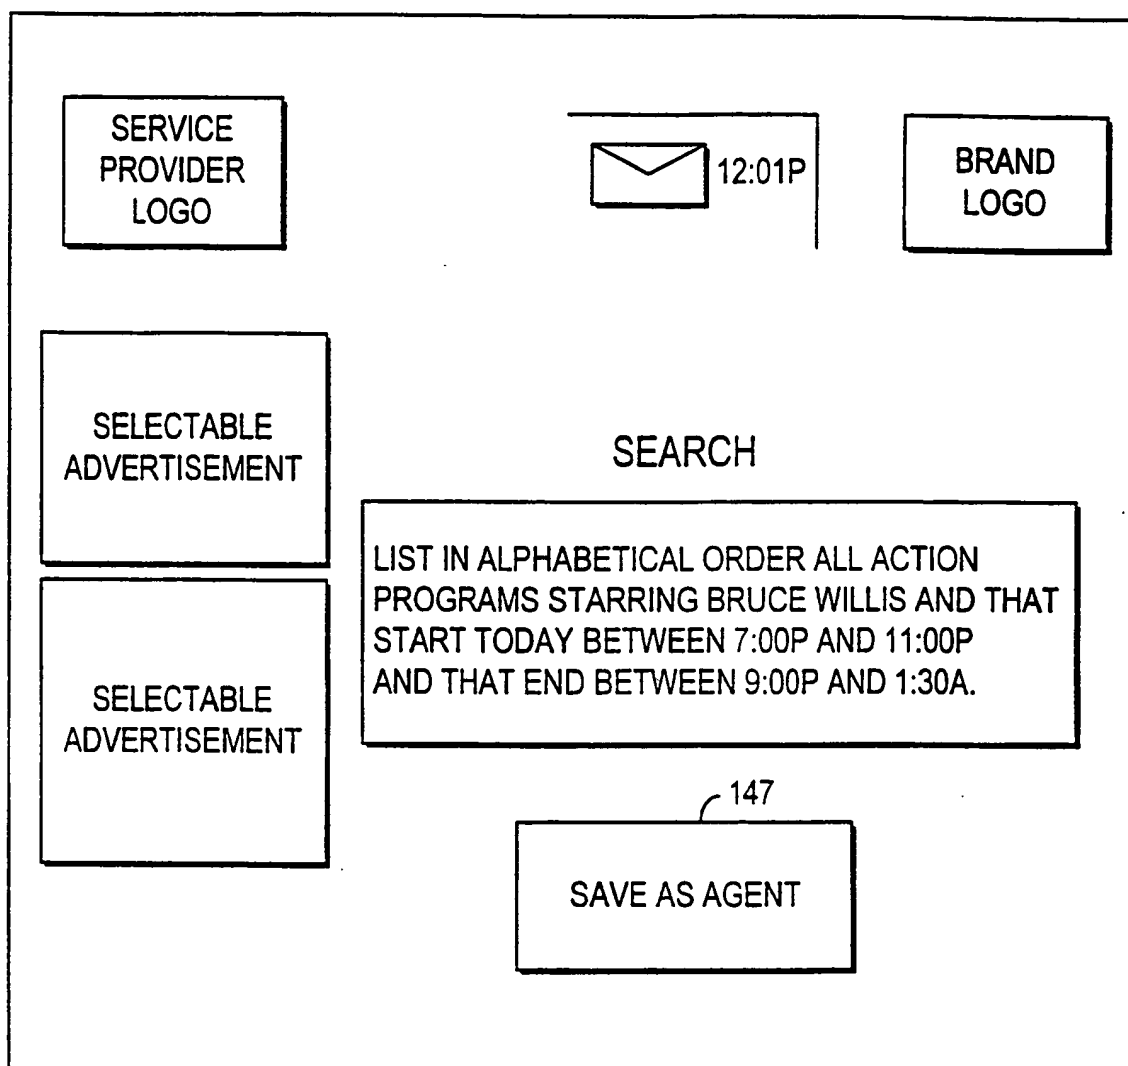 SERVICE
PROVIDER
LOGO
12:01P
BRAND
LOGO
SELECTABLE
ADVERTISEMENT
SEARCH
LIST IN ALPHABETICAL ORDER ALL ACTION
PROGRAMS STARRING BRUCE WILLIS AND THAT
START TODAY BETWEEN 7:00P AND 11:00P
AND THAT END BETWEEN 9:00P AND 1:30A.
SELECTABLE
ADVERTISEMENT
147
SAVE AS AGENT